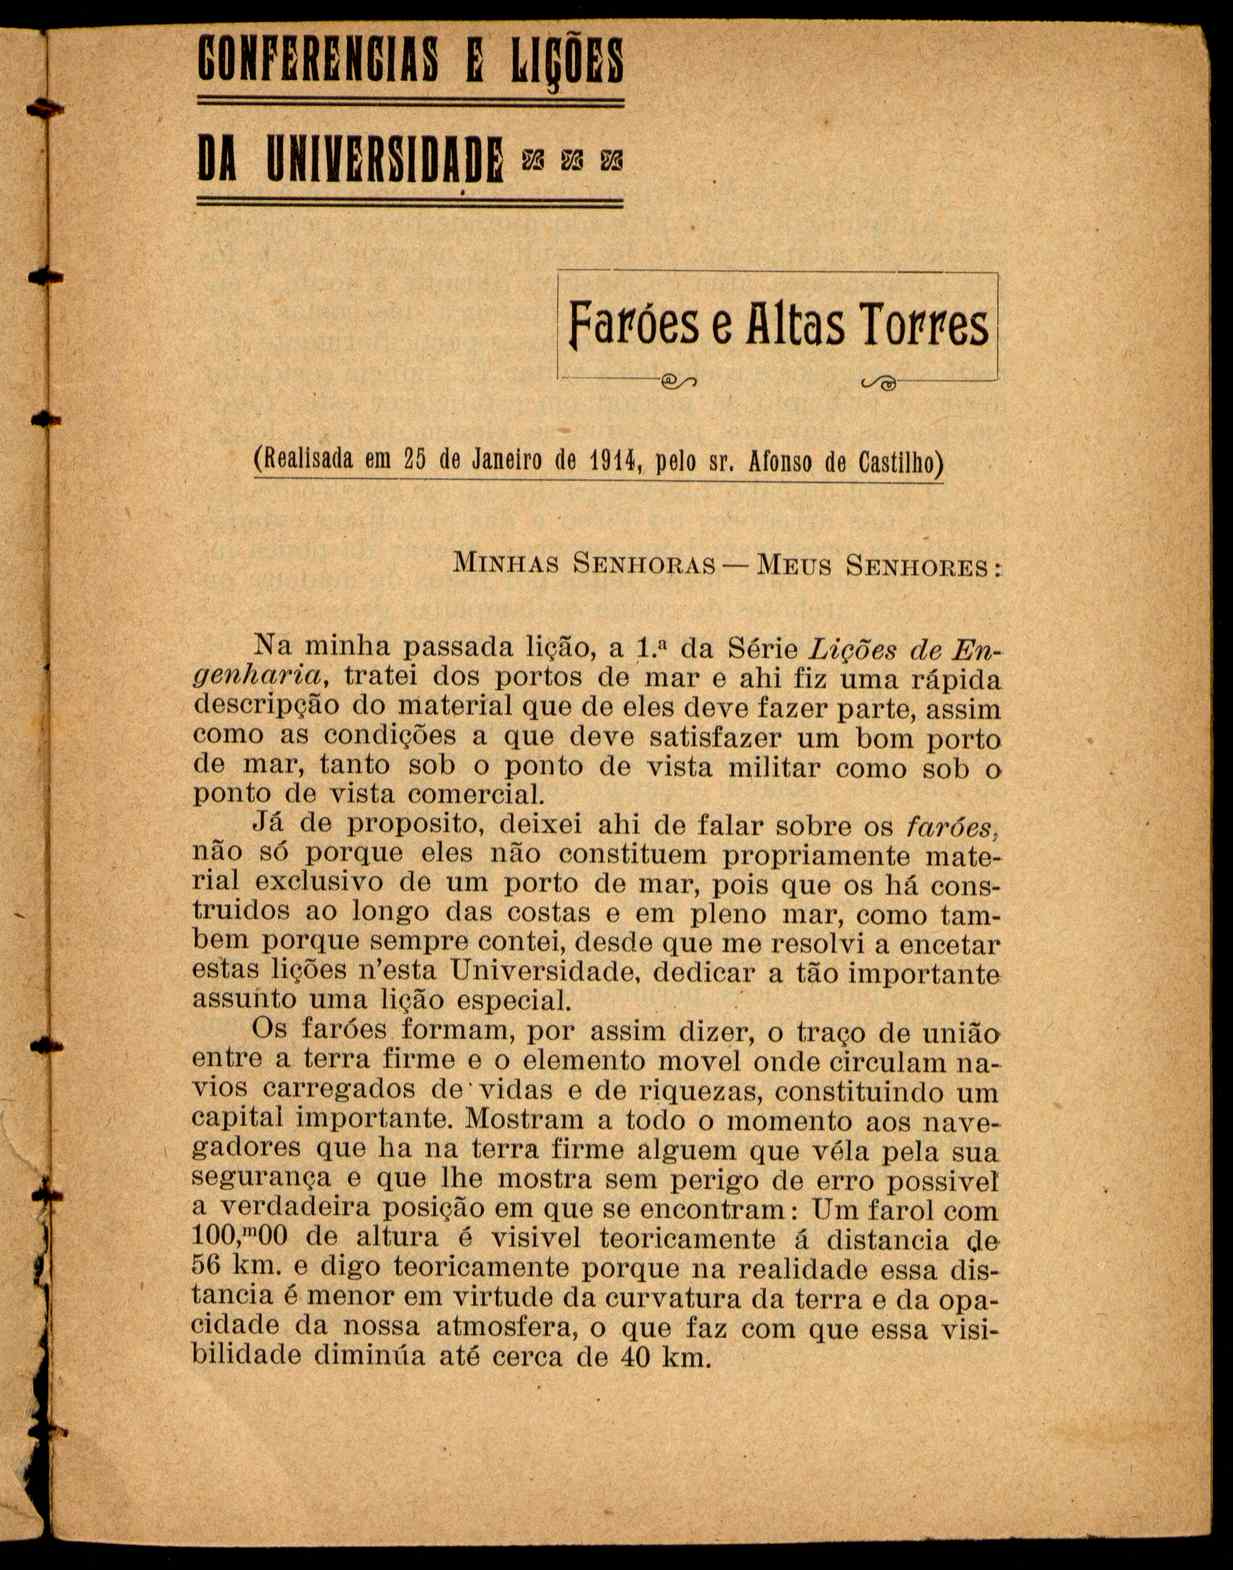 CONFERENCIAS E LIÇÕES
DA UNIVERSIDADE
Faróes e Altas Torres
(Realisada em 25 de Janeiro de 1914, pelo sr. Afonso de Castilho)
MINHAS SENHORAS — MEUS SENHORES:
Na minha passada lição, a 1.ª da Série Lições de En-
genharia, tratei dos portos de mar e ahi fiz uma rápida
descripção do material que de eles deve fazer parte, assim
como as condições a que deve satisfazer um bom porto
de mar, tanto sob o ponto de vista militar como sob o
ponto de vista comercial.
Já de proposito, deixei ahi de falar sobre os faróes,
não só porque eles não constituem propriamente mate-
rial exclusivo de um porto de mar, pois que os há cons-
truidos ao longo das costas e em pleno mar, como tam-
bem porque sempre contei, desde que me resolvi a encetar
estas lições n'esta Universidade, dedicar a tão importante
assunto uma lição especial.
Os faróes formam, por assim dizer, o traço de união
entre a terra firme e o elemento movel onde circulam na-
vios carregados de vidas e de riquezas, constituindo um
capital importante. Mostram a todo o momento aos nave-
gadores que ha na terra firme alguem que véla pela sua
segurança e que lhe mostra sem perigo de erro possivel
a verdadeira posição em que se encontram: Um farol com
100,ᵐ00 de altura é visivel teoricamente á distancia de
56 km. e digo teoricamente porque na realidade essa dis-
tancia é menor em virtude da curvatura da terra e da opa-
cidade da nossa atmosfera, o que faz com que essa visi-
bilidade diminúa até cerca de 40 km.